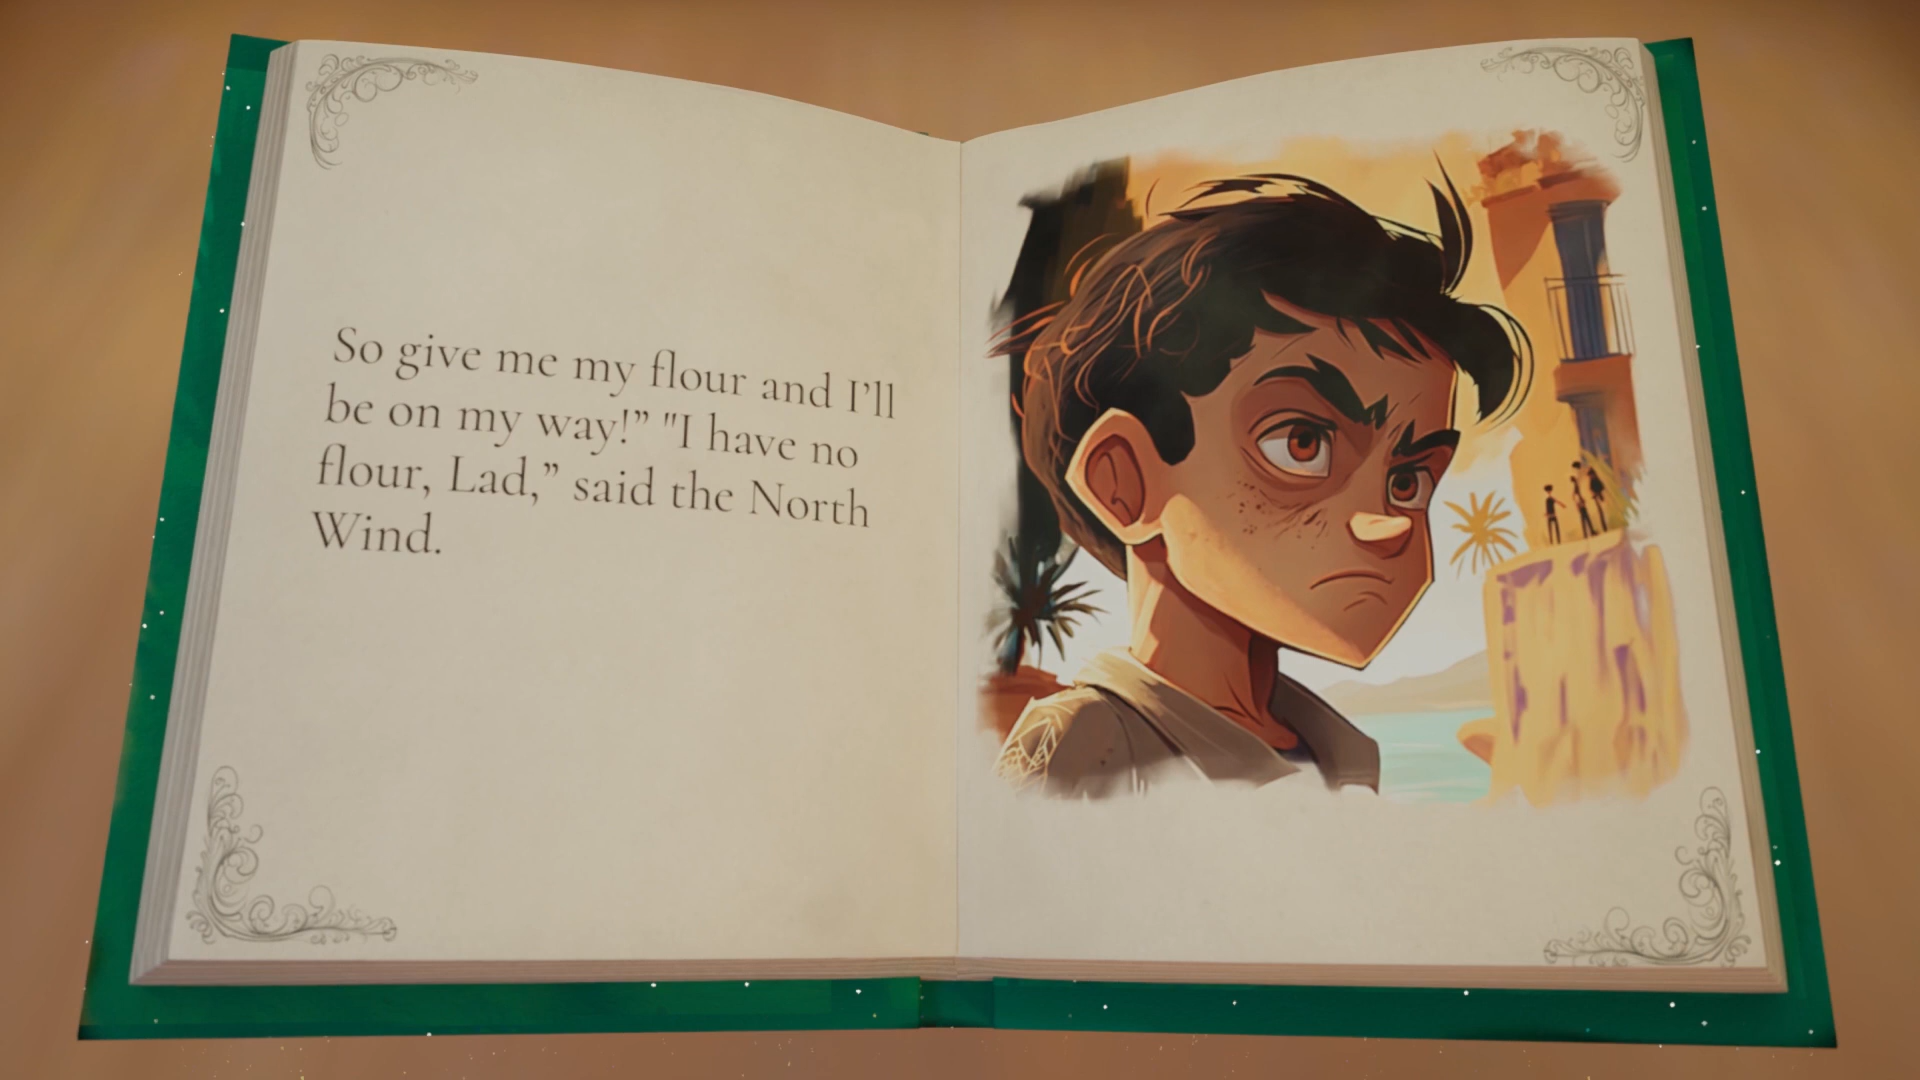 So give me my flour and I’ll
be on my way!” "I have no
flour, Lad,” said the North
Wind.